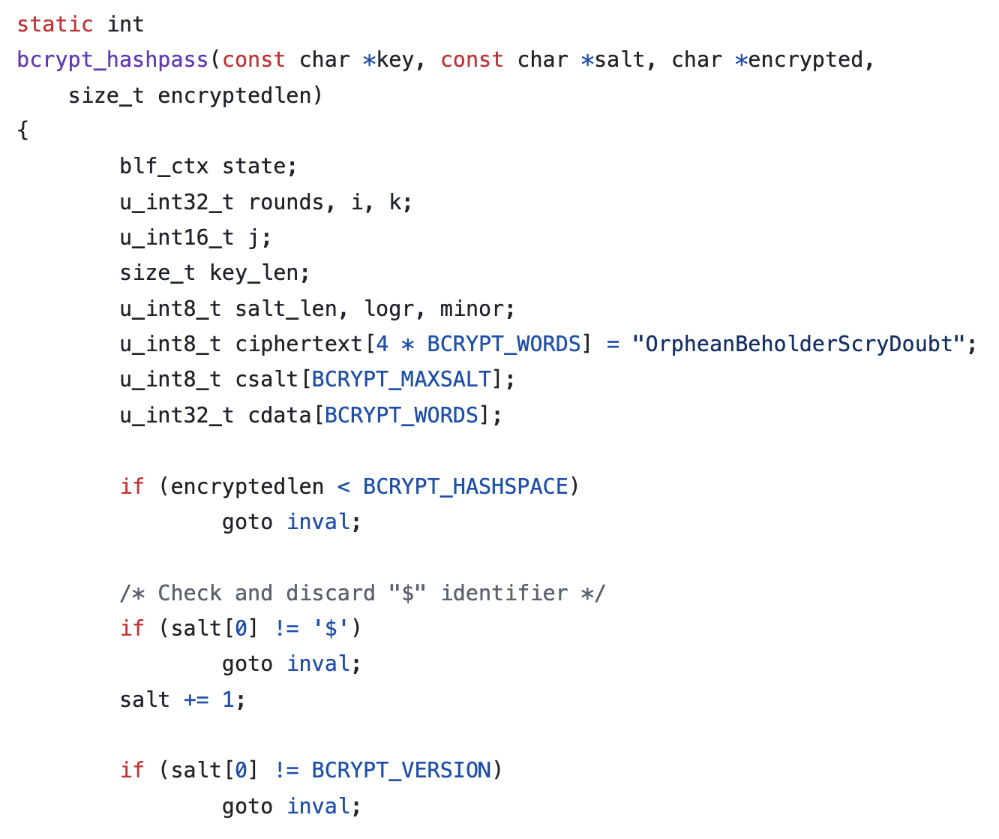 static int
bcrypt_hashpass(const char *key, const char *salt, char *encrypted,
    size_t encryptedlen)
{
        blf_ctx state;
        u_int32_t rounds, i, k;
        u_int16_t j;
        size_t key_len;
        u_int8_t salt_len, logr, minor;
        u_int8_t ciphertext[4 * BCRYPT_WORDS] = "OrpheanBeholderScryDoubt";
        u_int8_t csalt[BCRYPT_MAXSALT];
        u_int32_t cdata[BCRYPT_WORDS];

        if (encryptedlen < BCRYPT_HASHSPACE)
                goto inval;

        /* Check and discard "$" identifier */
        if (salt[0] != '$')
                goto inval;
        salt += 1;

        if (salt[0] != BCRYPT_VERSION)
                goto inval;